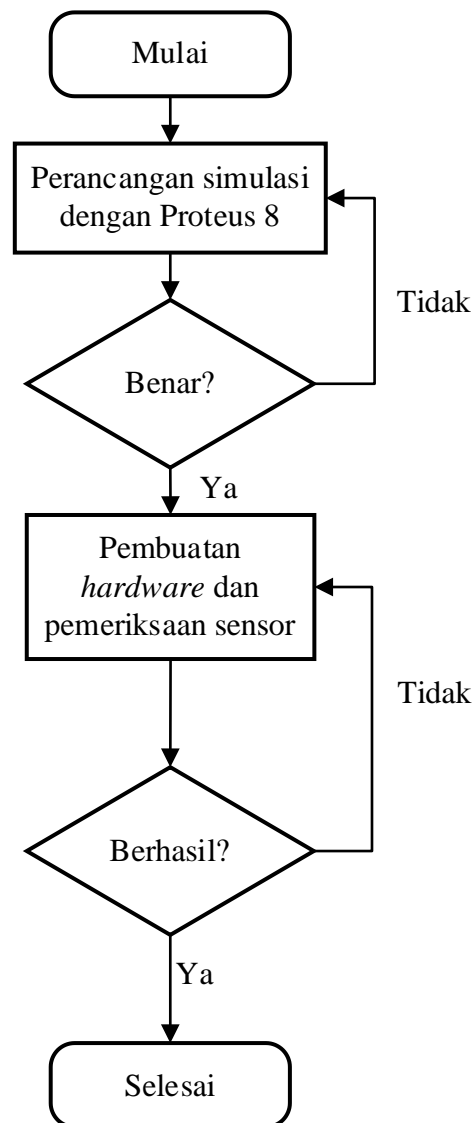 Mulai
Perancangan simulasi
dengan Proteus 8
Tidak
Benar?
Ya
Pembuatan
hardware dan
pemeriksaan sensor
Tidak
Berhasil?
Ya
Selesai